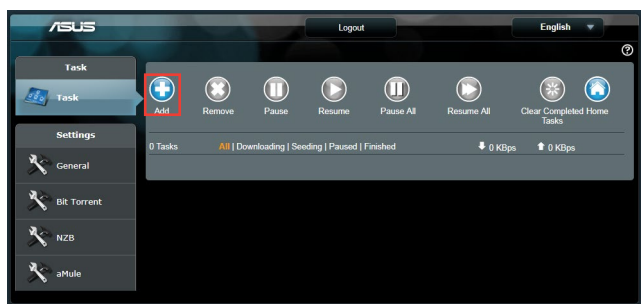 ASUS Logout English
?
Task
Task
Add Remove Pause Resume Pause All Resume All Clear Completed Tasks Home
Settings
0 Tasks All | Downloading | Seeding | Paused | Finished 0 KBps 0 KBps
General
Bit Torrent
NZB
aMule